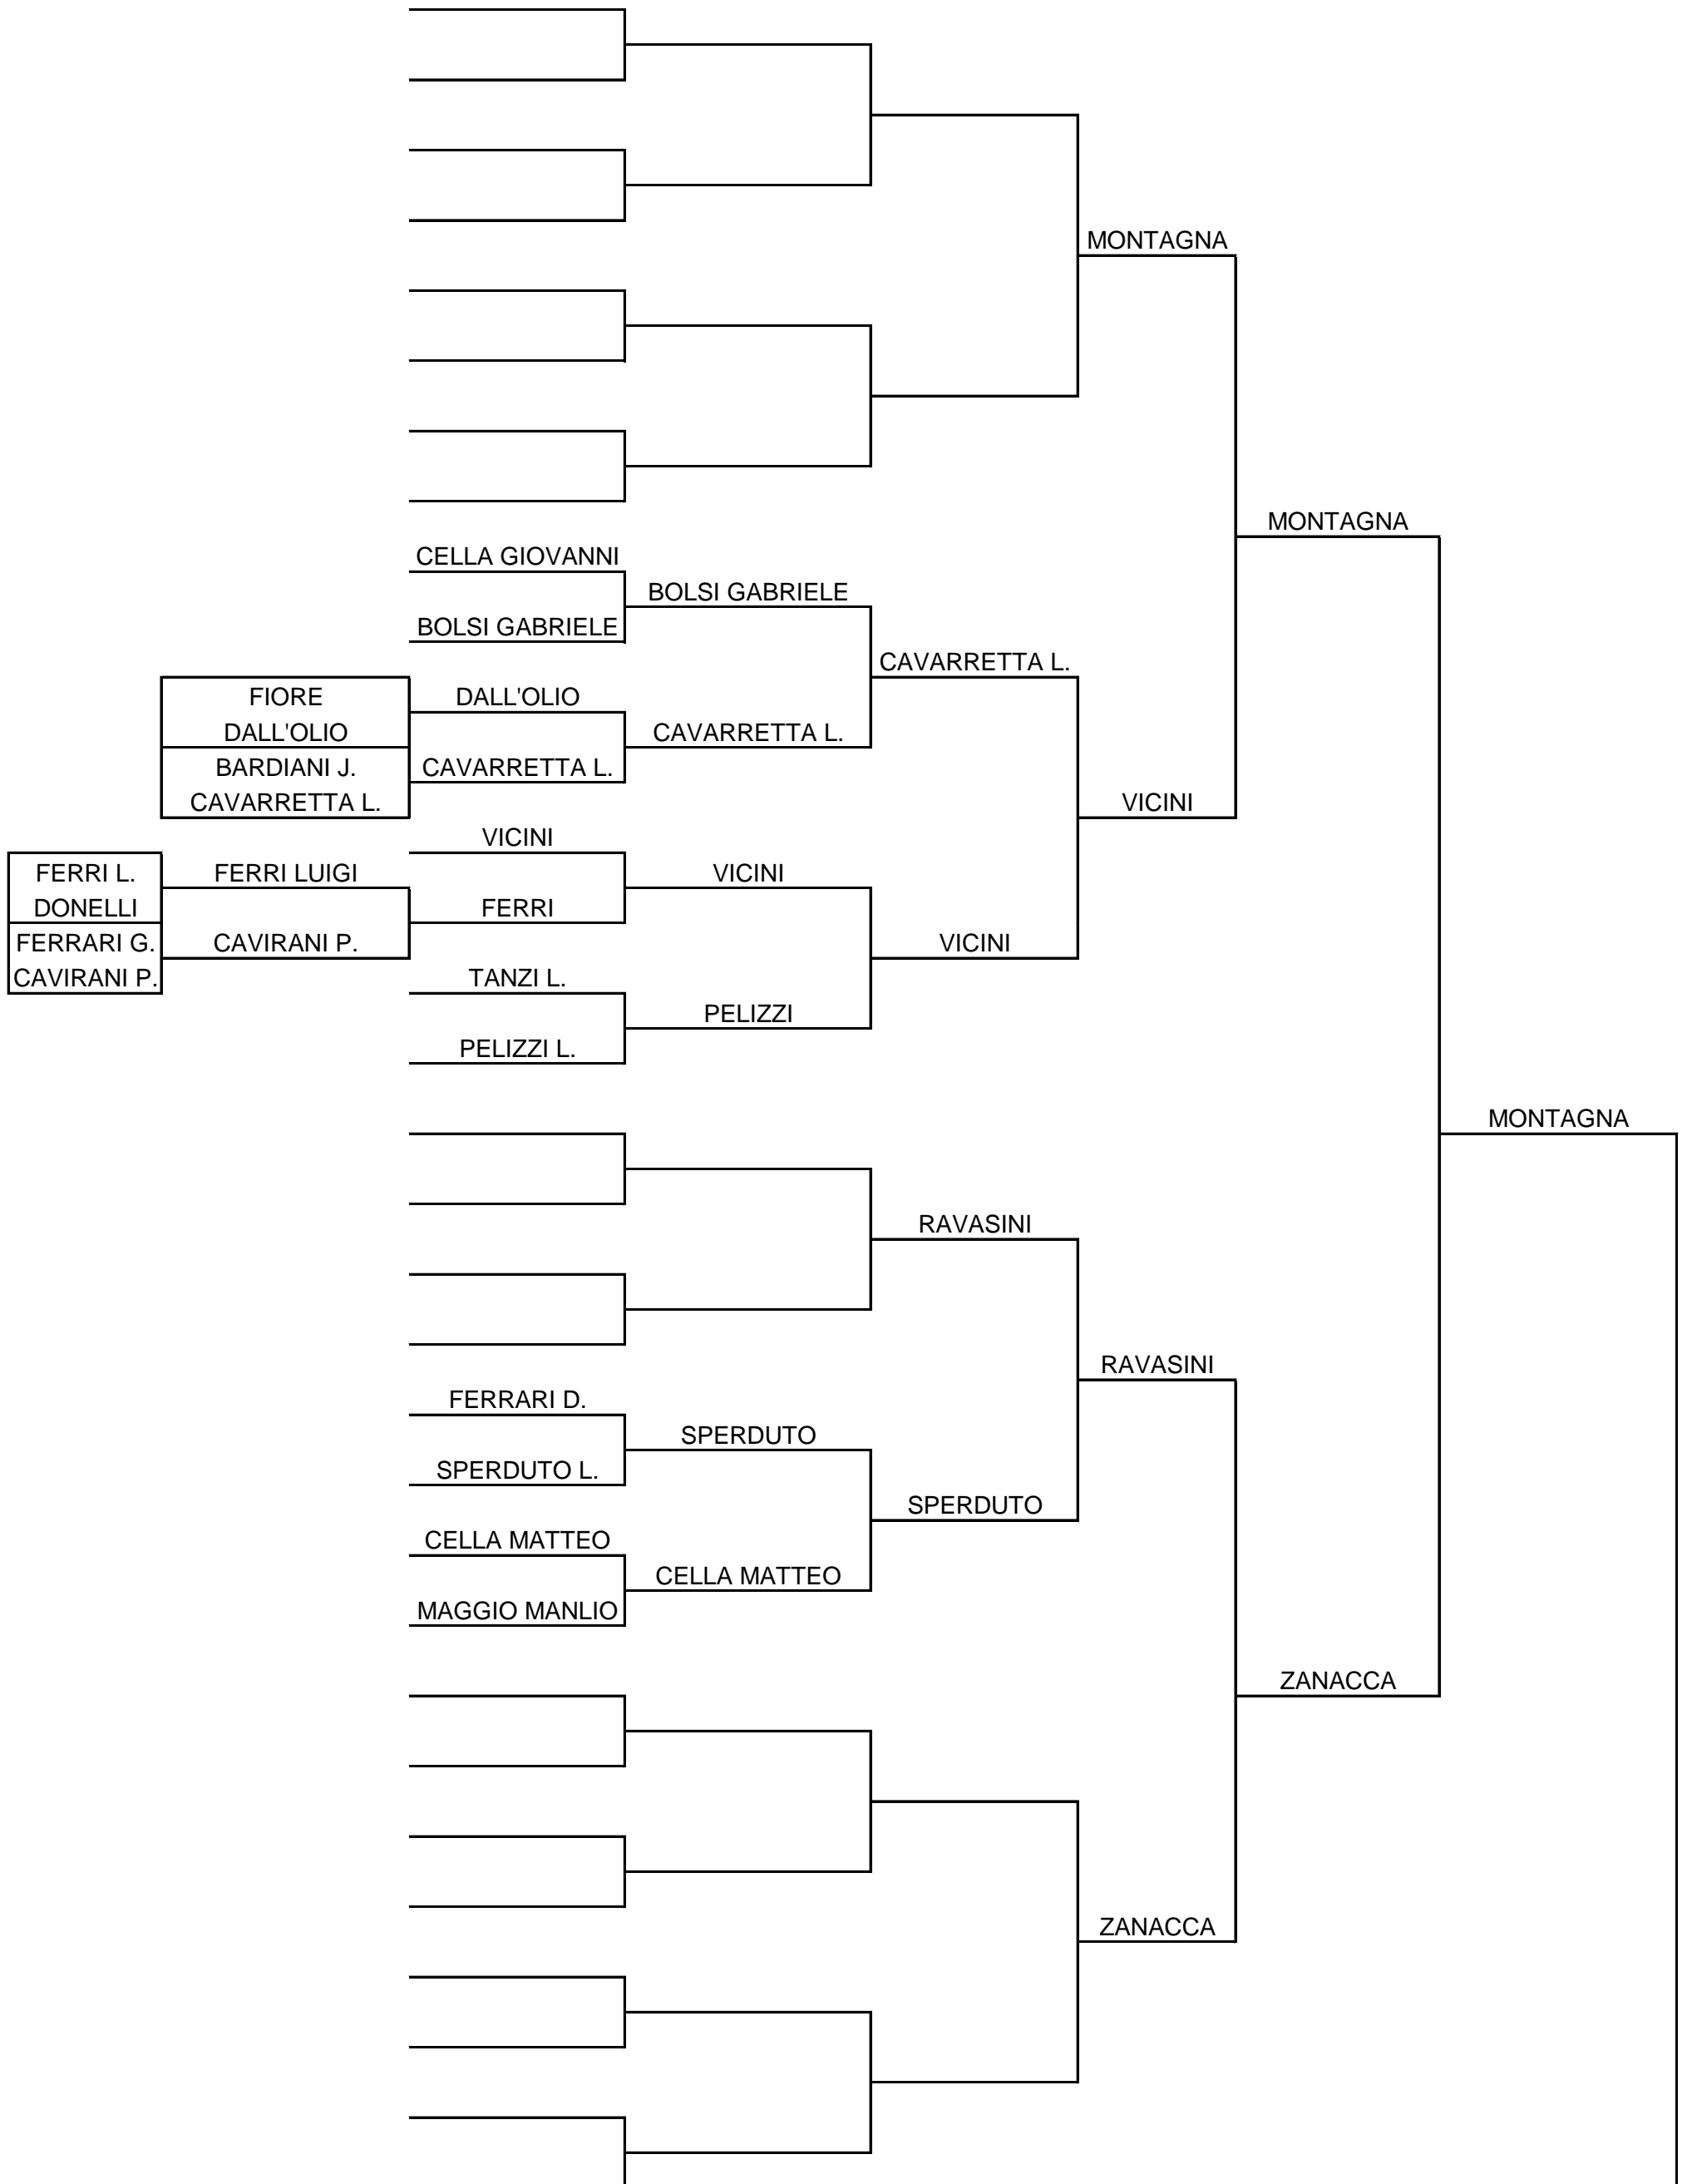 MONTAGNA
MONTAGNA
CELLA GIOVANNI
BOLSI GABRIELE
BOLSI GABRIELE
CAVARRETTA L.
FIORE
DALL'OLIO
DALL'OLIO
CAVARRETTA L.
BARDIANI J.
CAVARRETTA L.
CAVARRETTA L.
VICINI
VICINI
FERRI L.
FERRI LUIGI
VICINI
DONELLI
FERRI
FERRARI G.
CAVIRANI P.
VICINI
CAVIRANI P.
TANZI L.
PELIZZI
PELIZZI L.
MONTAGNA
RAVASINI
RAVASINI
FERRARI D.
SPERDUTO
SPERDUTO L.
SPERDUTO
CELLA MATTEO
CELLA MATTEO
MAGGIO MANLIO
ZANACCA
ZANACCA